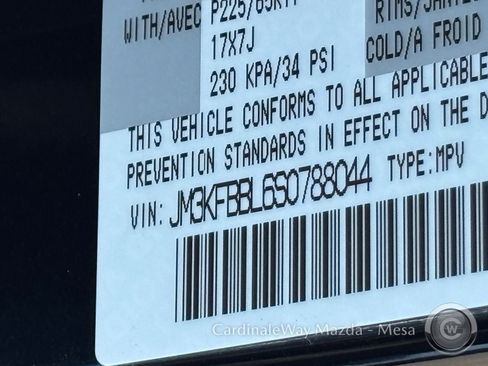 P225/65R17
RIMS/JANTES
WITH/AVEC
17X7J
COLD/A FROID
230 KPA/34 PSI
THIS VEHICLE CONFORMS TO ALL APPLICABLE
PREVENTION STANDARDS IN EFFECT ON THE D
VIN: JM3KFBBL6S0788044 TYPE:MPV
CardinaleWay Mazda - Mesa
CW